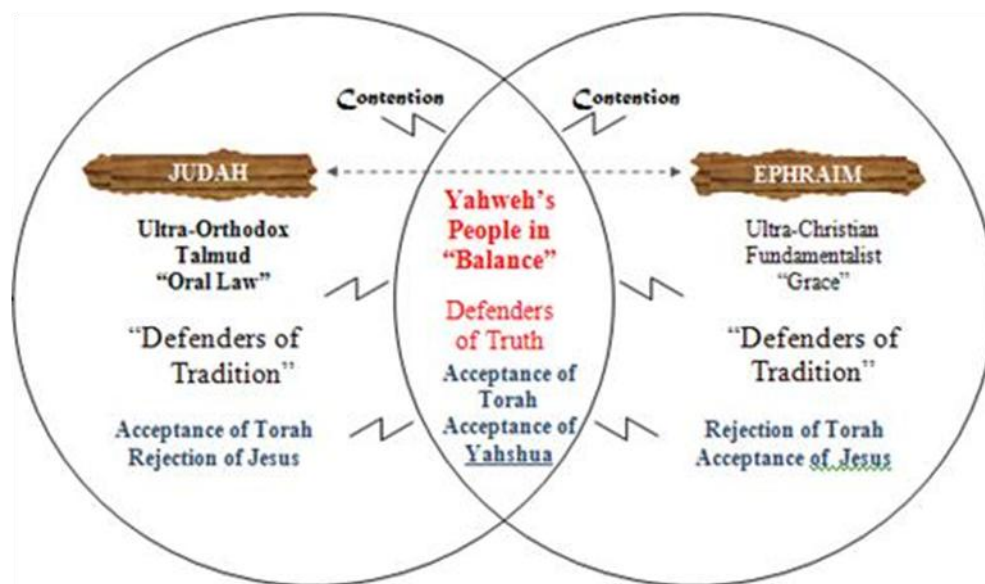 Contention
Contention
JUDAH
Ultra-Orthodox
Talmud
“Oral Law”
“Defenders of
Tradition”
Acceptance of Torah
Rejection of Jesus
Yahweh’s
People in
“Balance”
Defenders
of Truth
Acceptance of
Torah
Acceptance of
Yahshua
EPHRAIM
Ultra-Christian
Fundamentalist
“Grace”
“Defenders of
Tradition”
Rejection of Torah
Acceptance of Jesus